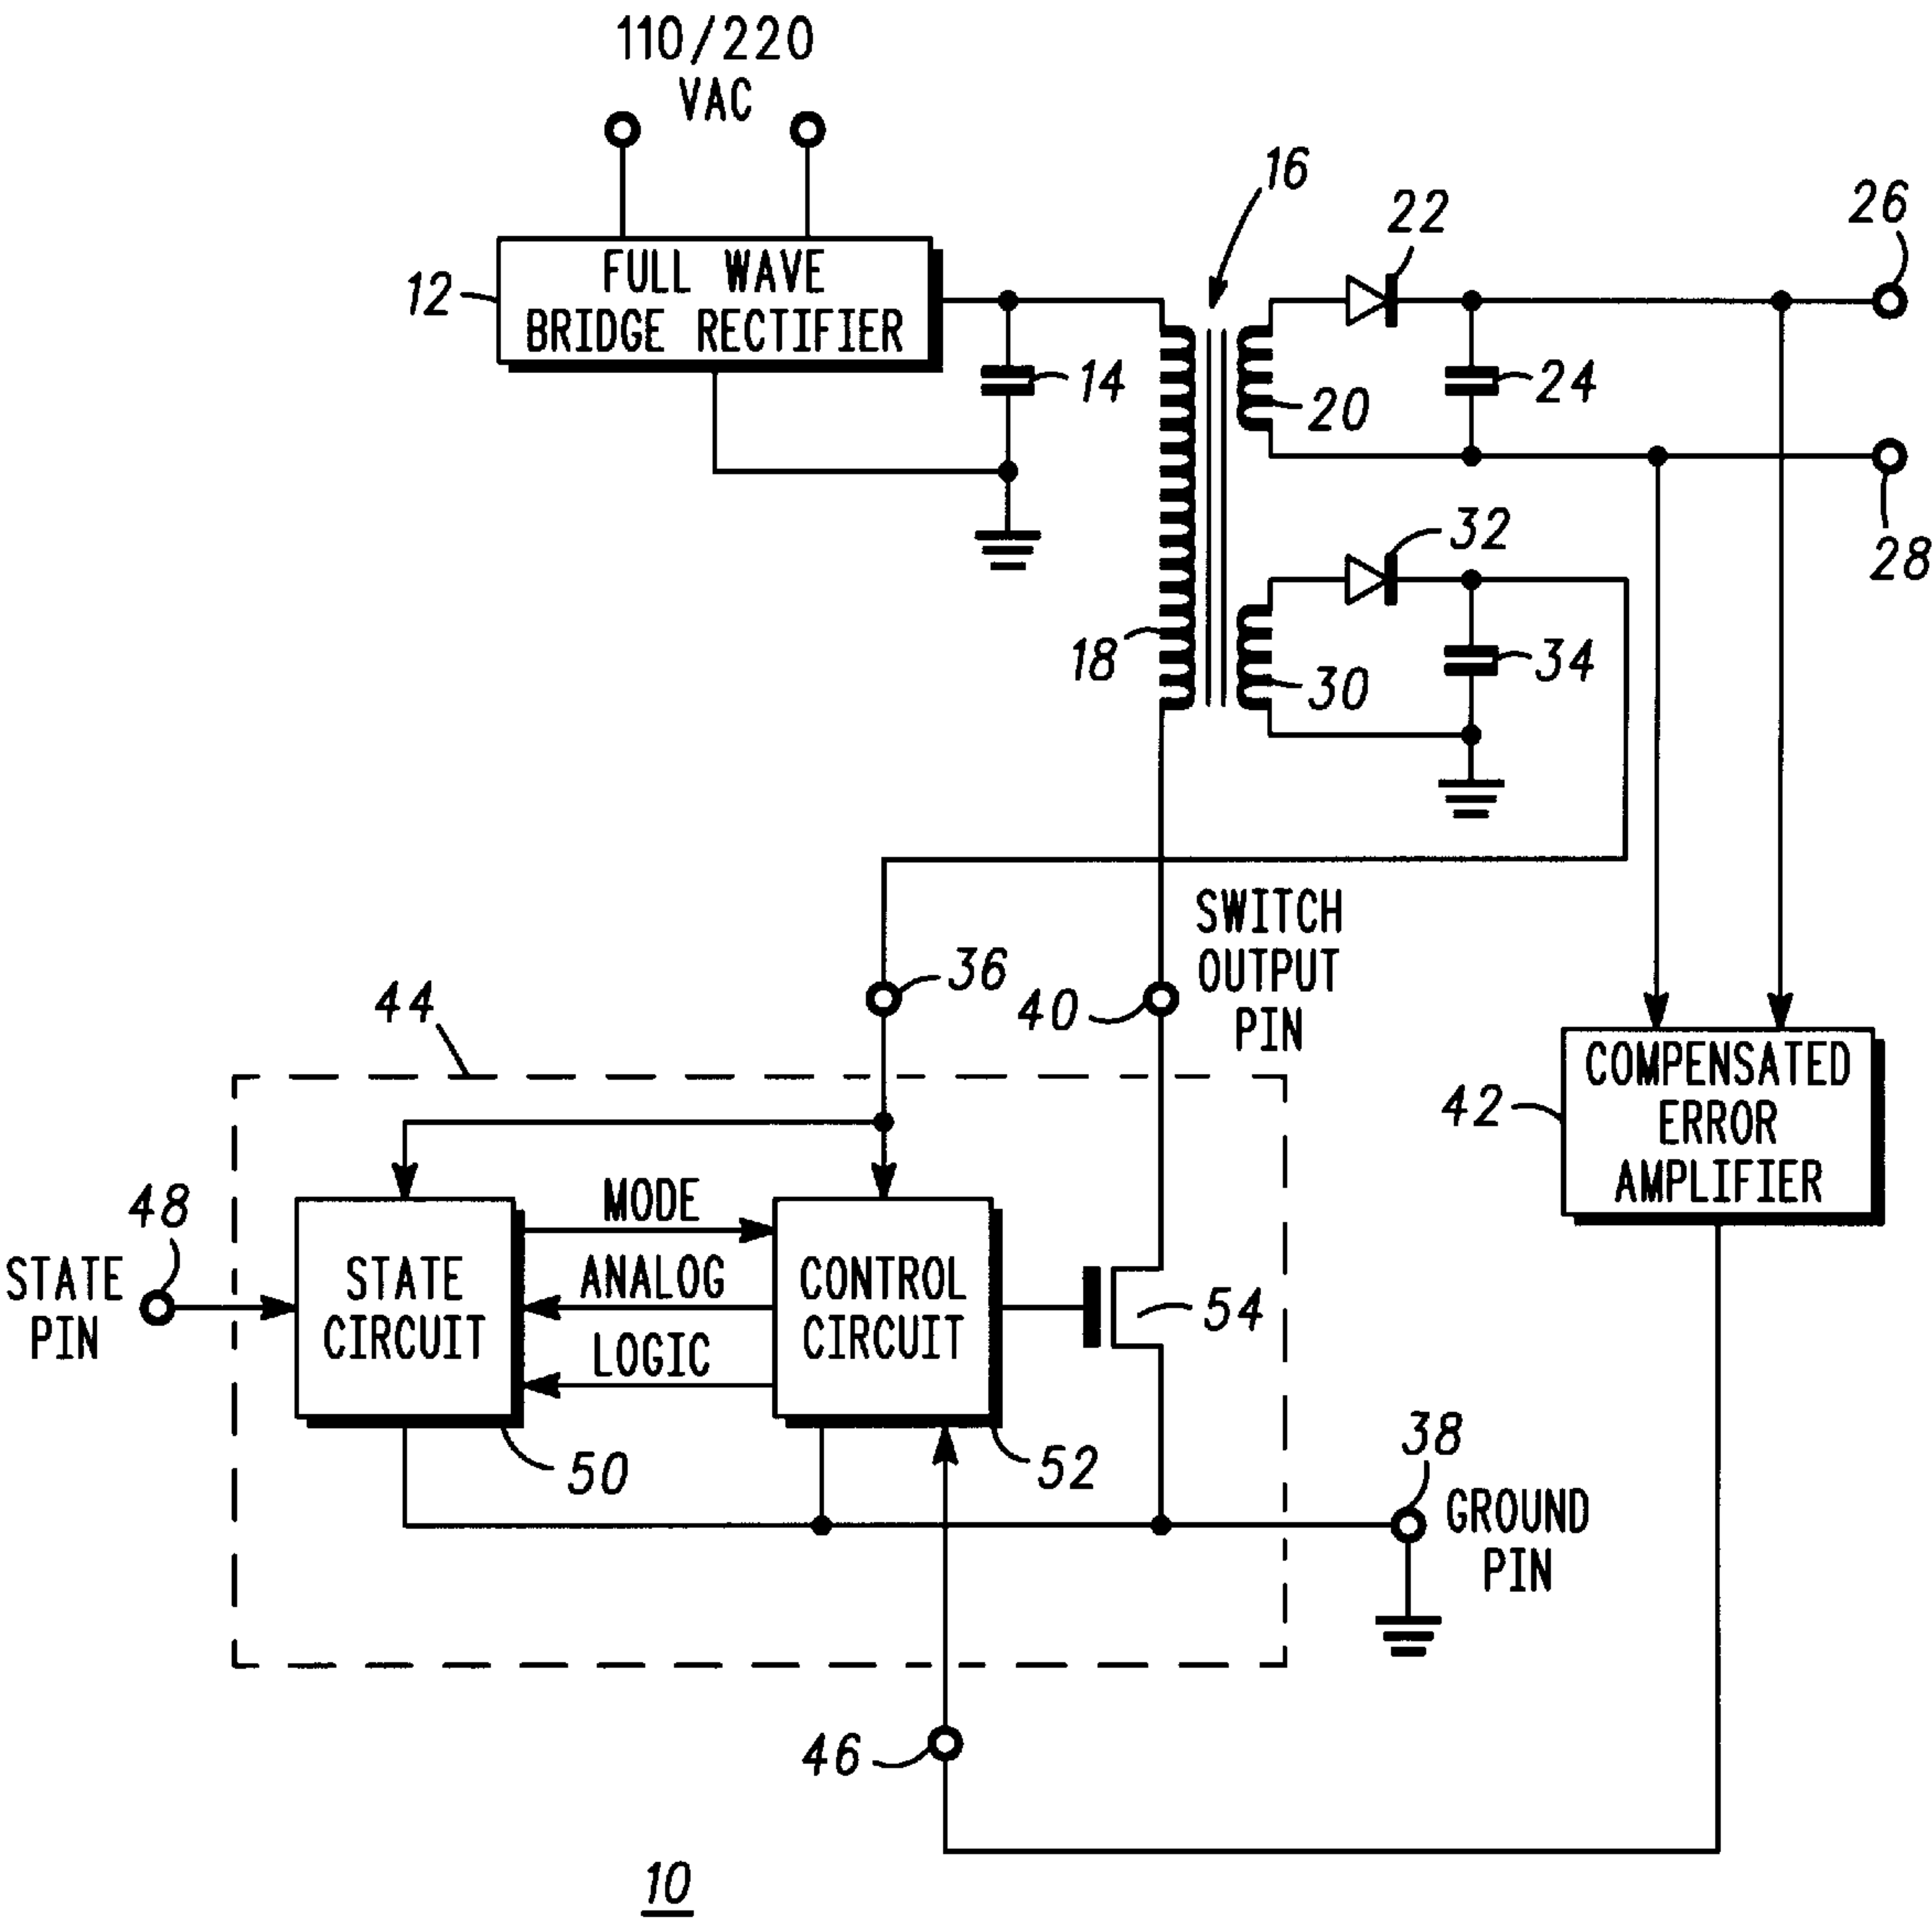 110/220
VAC
16
22
26
FULL WAVE
BRIDGE RECTIFIER
12
14
20
24
28
32
18
30
34
SWITCH
OUTPUT
PIN
36
40
44
COMPENSATED
ERROR
AMPLIFIER
42
48
STATE
PIN
STATE
CIRCUIT
MODE
ANALOG
LOGIC
CONTROL
CIRCUIT
54
50
52
38
GROUND
PIN
46
10